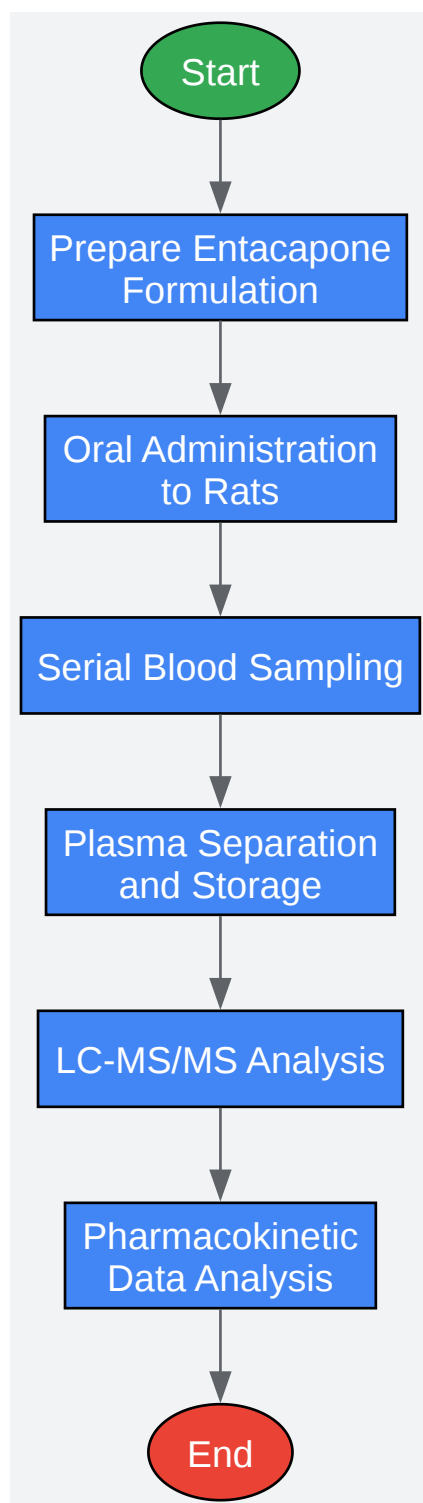 Start
Prepare Entacapone
Formulation
Oral Administration
to Rats
Serial Blood Sampling
Plasma Separation
and Storage
LC-MS/MS Analysis
Pharmacokinetic
Data Analysis
End